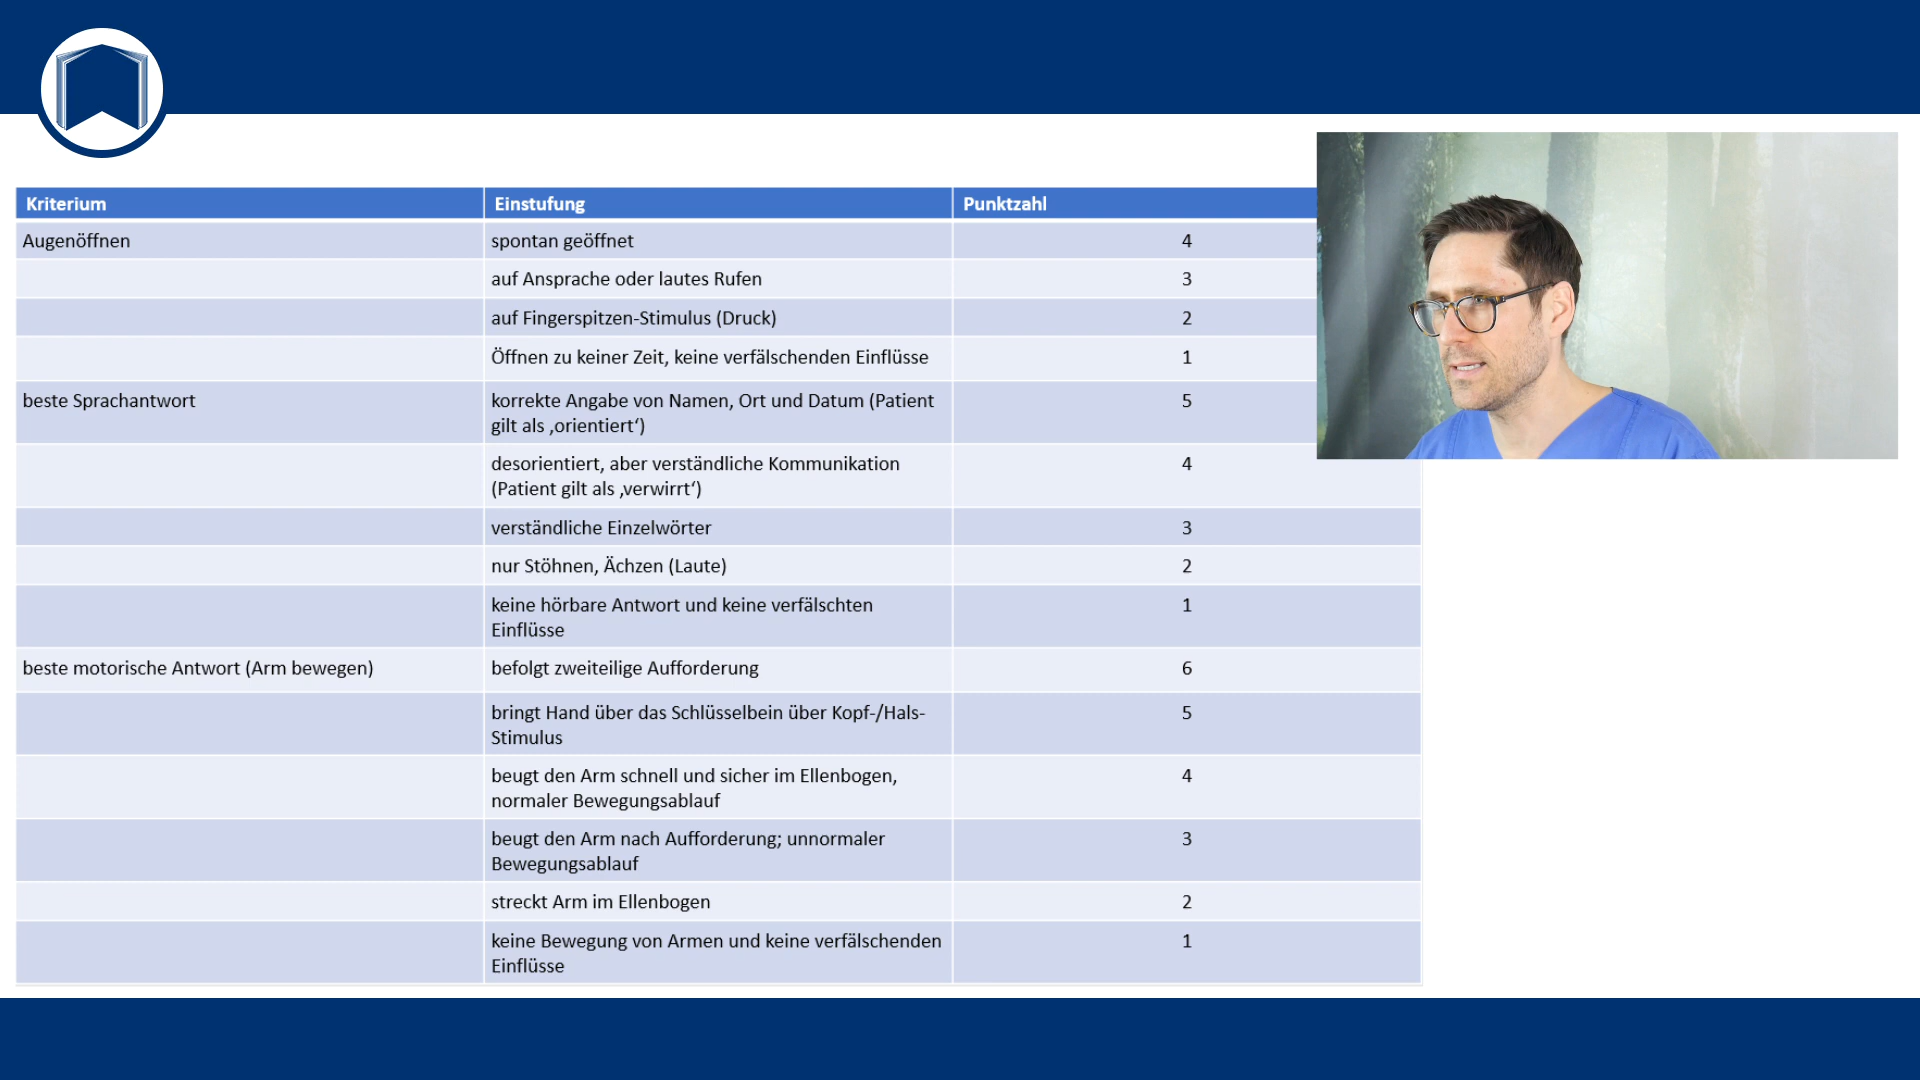 Kriterium Einstufung Punktzahl
Augenöffnen spontan geöffnet 4
auf Ansprache oder lautes Rufen 3
auf Fingerspitzen-Stimulus (Druck) 2
Öffnen zu keiner Zeit, keine verfälschenden Einflüsse 1
beste Sprachantwort korrekte Angabe von Namen, Ort und Datum (Patient 5
gilt als ‚orientiert‘)
desorientiert, aber verständliche Kommunikation 4
(Patient gilt als ‚verwirrt‘)
verständliche Einzelwörter 3
nur Stöhnen, Ächzen (Laute) 2
keine hörbare Antwort und keine verfälschten 1
Einflüsse
beste motorische Antwort (Arm bewegen) befolgt zweiteilige Aufforderung 6
bringt Hand über das Schlüsselbein über Kopf-/Hals- 5
Stimulus
beugt den Arm schnell und sicher im Ellenbogen, 4
normaler Bewegungsablauf
beugt den Arm nach Aufforderung; unnormaler 3
Bewegungsablauf
streckt Arm im Ellenbogen 2
keine Bewegung von Armen und keine verfälschenden 1
Einflüsse